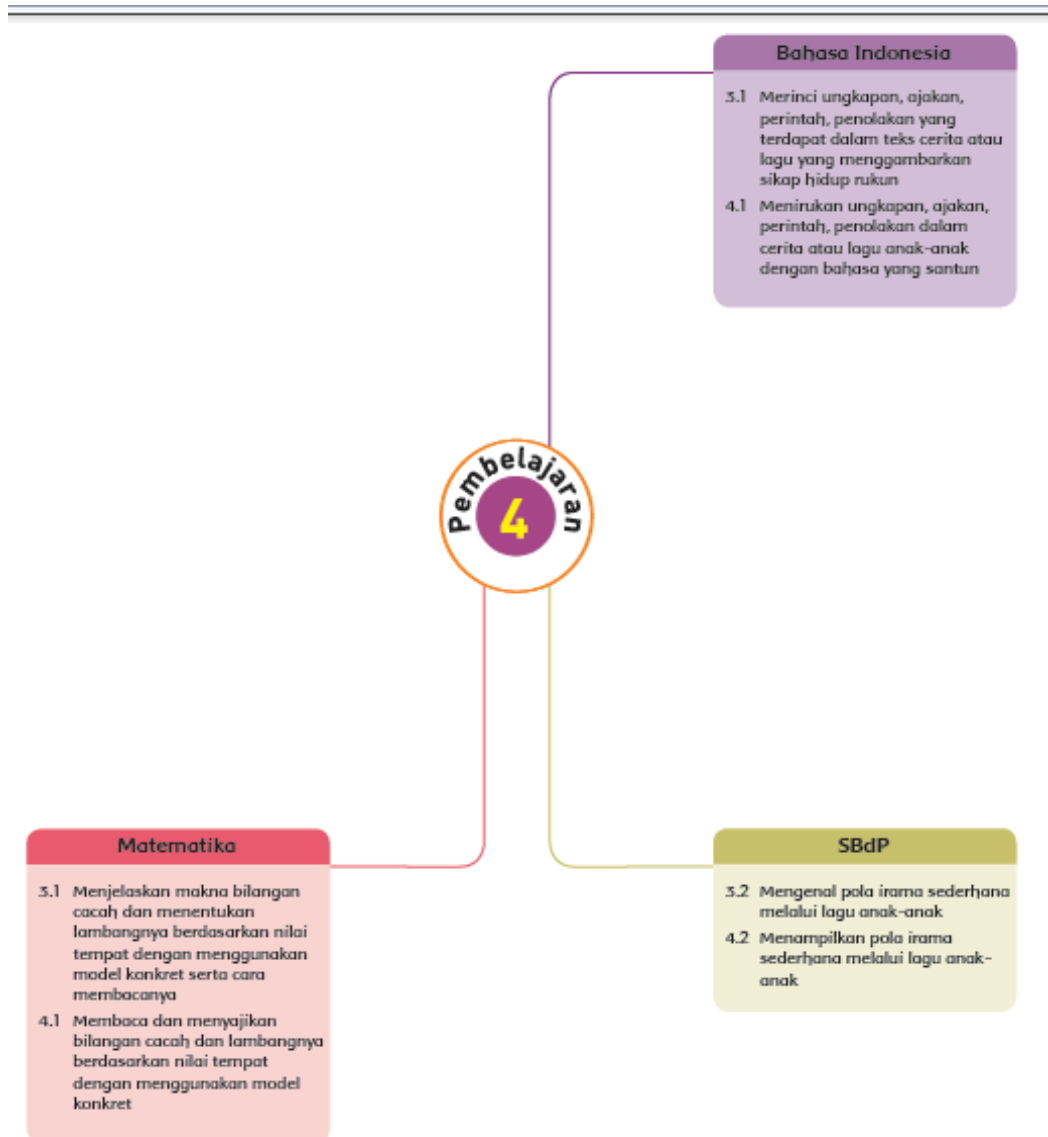 Bahasa Indonesia
3.1 Merinci ungkapan, ajakan,
perintah, penolakan yang
terdapat dalam teks cerita atau
lagu yang menggambarkan
sikap hidup rukun
4.1 Menirukan ungkapan, ajakan,
perintah, penolakan dalam
cerita atau lagu anak-anak
dengan bahasa yang santun
Pembelajaran
4
Matematika
3.1 Menjelaskan makna bilangan
cacah dan menentukan
lambangnya berdasarkan nilai
tempat dengan menggunakan
model konkret serta cara
membacanya
4.1 Membaca dan menyajikan
bilangan cacah dan lambangnya
berdasarkan nilai tempat
dengan menggunakan model
konkret
SBdP
3.2 Mengenal pola irama sederhana
melalui lagu anak-anak
4.2 Menampilkan pola irama
sederhana melalui lagu anak-
anak